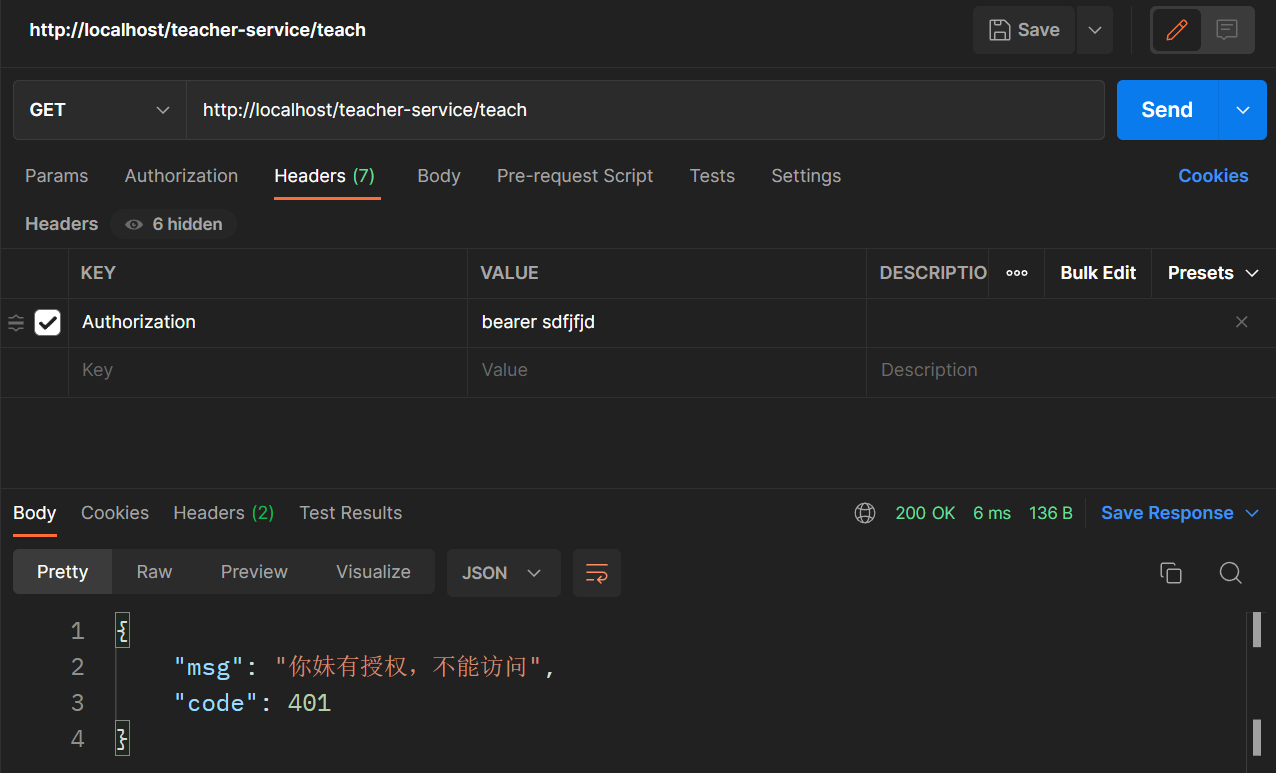 http://localhost/teacher-service/teach Save
GET http://localhost/teacher-service/teach Send
Params Authorization Headers (7) Body Pre-request Script Tests Settings Cookies
Headers 6 hidden
KEY VALUE DESCRIPTIO ooo Bulk Edit Presets
Authorization bearer sdfjfjd
Key Value Description
Body Cookies Headers (2) Test Results 200 OK 6 ms 136 B Save Response
Pretty Raw Preview Visualize JSON
1 {
2 "msg": "你妹有授权，不能访问",
3 "code": 401
4 }